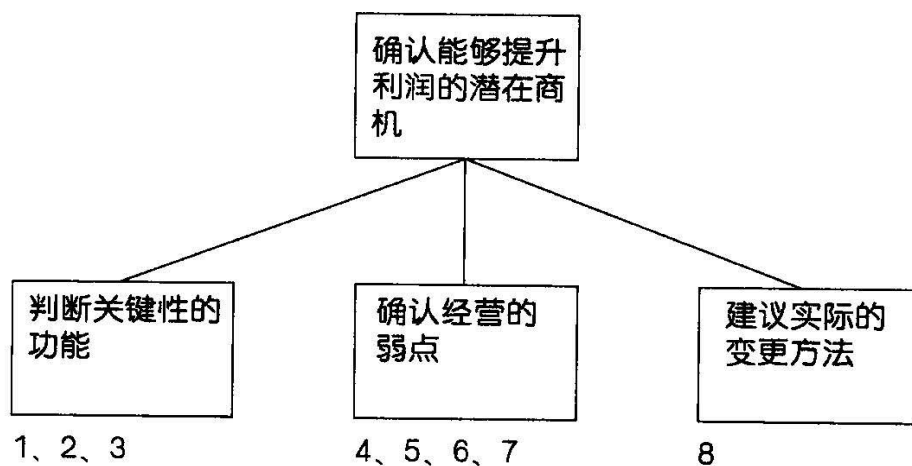 确认能够提升
利润的潜在商
机
判断关键性的
功能
确认经营的
弱点
建议实际的
变更方法
1、2、3
4、5、6、7
8